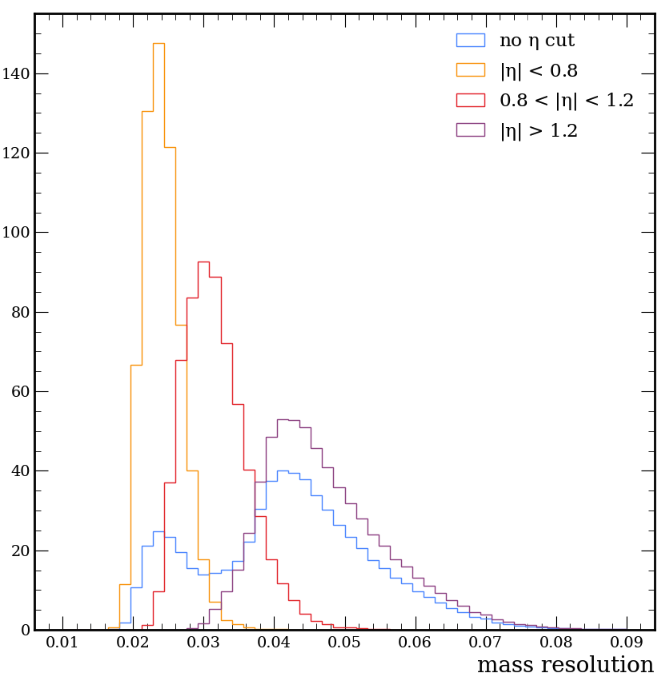 no η cut
|η| < 0.8
0.8 < |η| < 1.2
|η| > 1.2
140
120
100
80
60
40
20
0
0.01 0.02 0.03 0.04 0.05 0.06 0.07 0.08 0.09
mass resolution